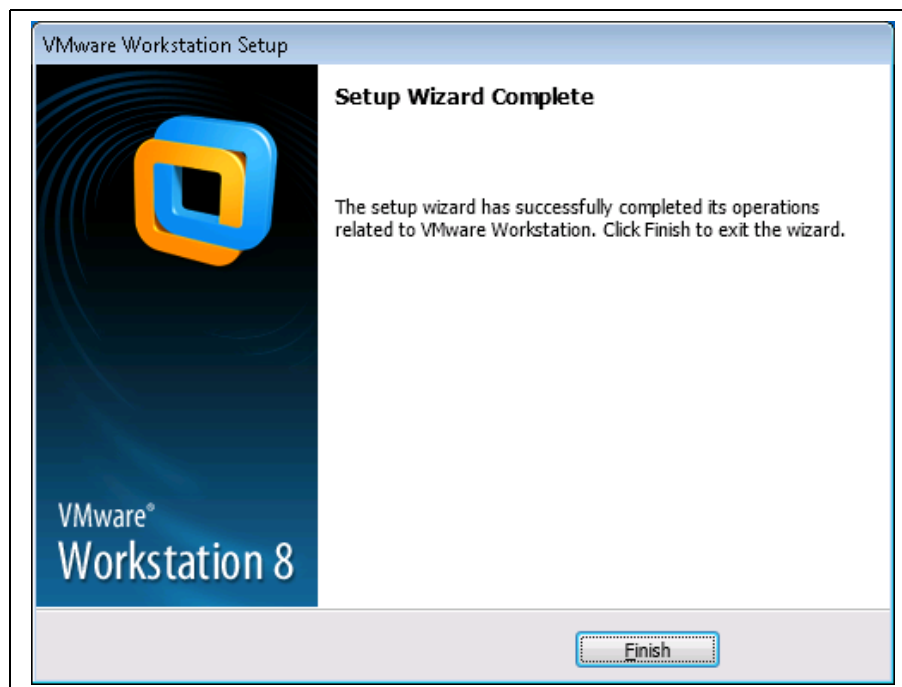 VMware Workstation Setup
Setup Wizard Complete
The setup wizard has successfully completed its operations
related to VMware Workstation. Click Finish to exit the wizard.
VMware®
Workstation 8
Finish